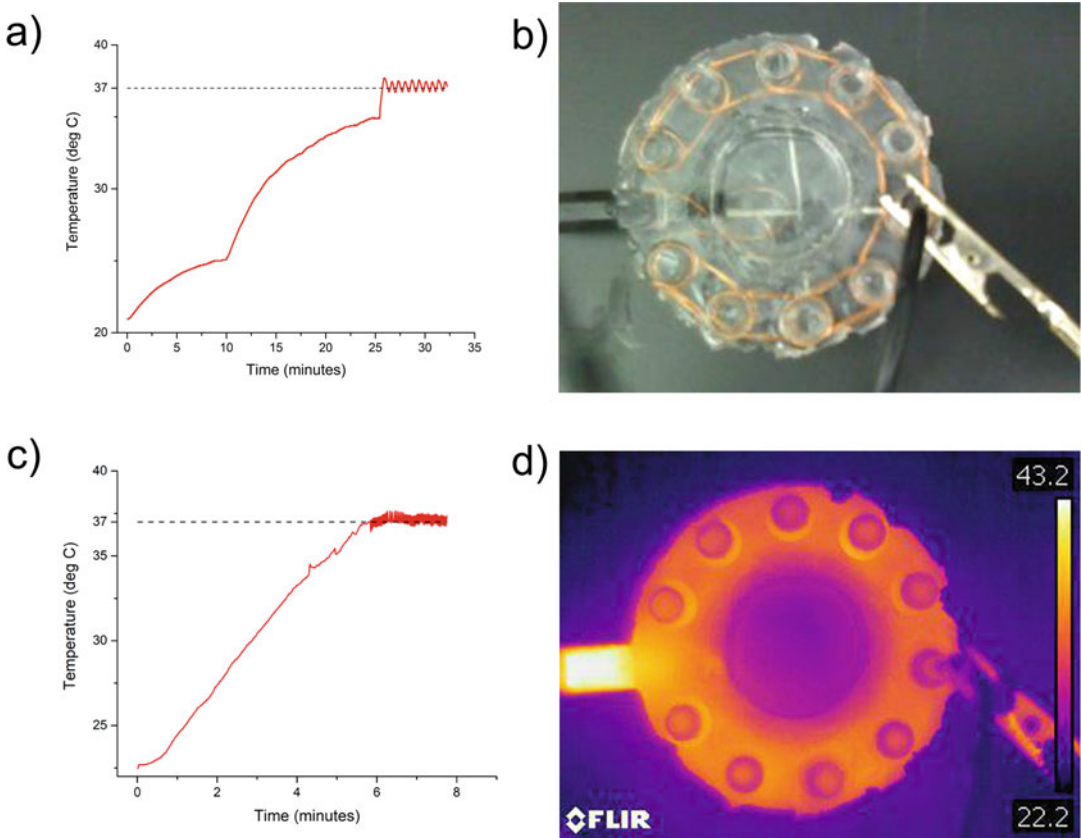 a)
40
37
30
20
Temperature (deg C)
0 5 10 15 20 25 30 35
Time (minutes)
b)
c)
40
37
35
30
25
Temperature (deg C)
0 2 4 6 8
Time (minutes)
d)
43.2
22.2
FLIR